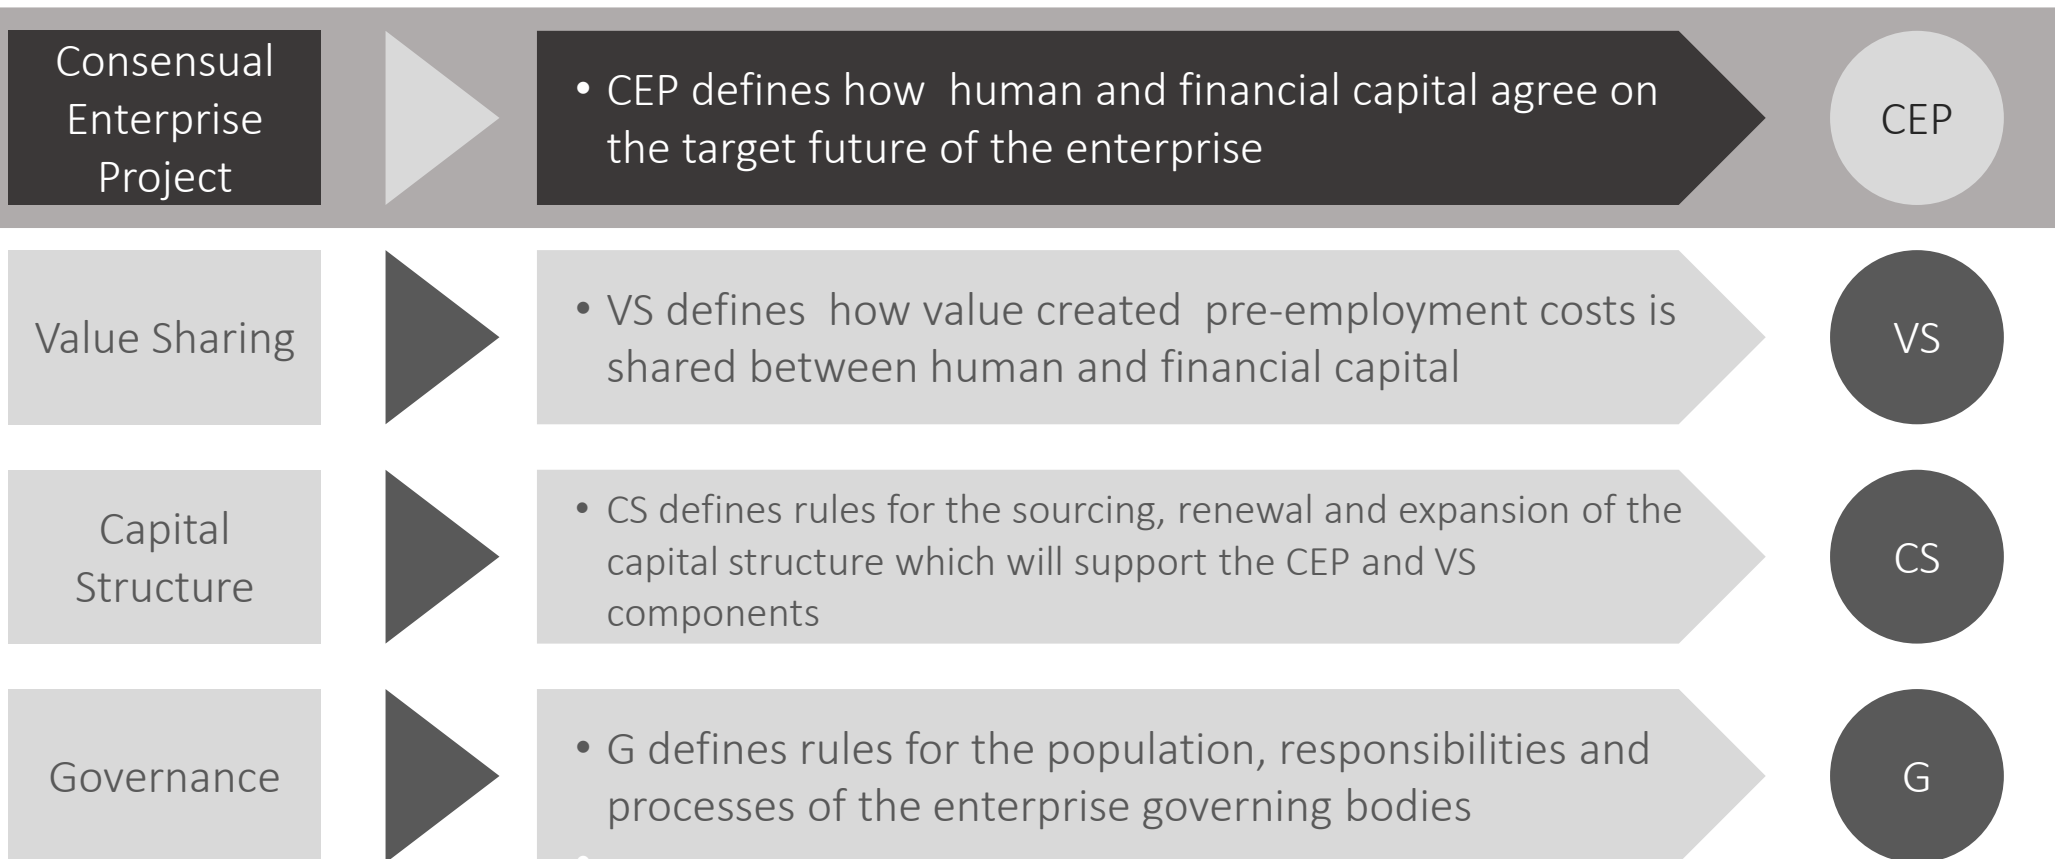 Consensual
Enterprise
Project
• CEP defines how  human and financial capital agree on
the target future of the enterprise
CEP
Value Sharing
• VS defines  how value created  pre-employment costs is
shared between human and financial capital
VS
Capital
Structure
• CS defines rules for the sourcing, renewal and expansion of the
capital structure which will support the CEP and VS
components
CS
Governance
• G defines rules for the population, responsibilities and
processes of the enterprise governing bodies
G